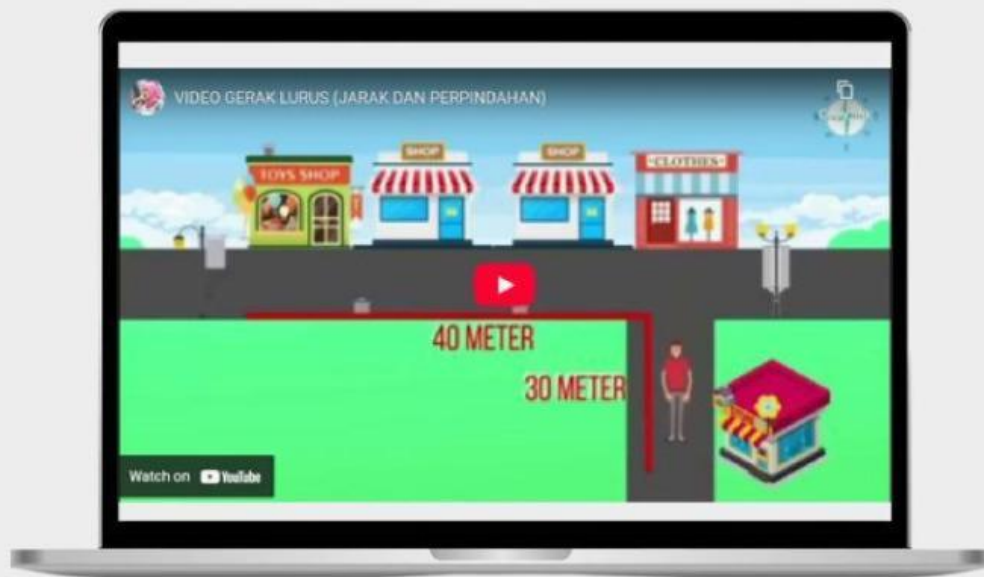 VIDEO GERAK LURUS (JARAK DAN PERPINDAHAN)
TOYS SHOP
SHOP
SHOP
CLOTHES
40 METER
30 METER
Watch on YouTube